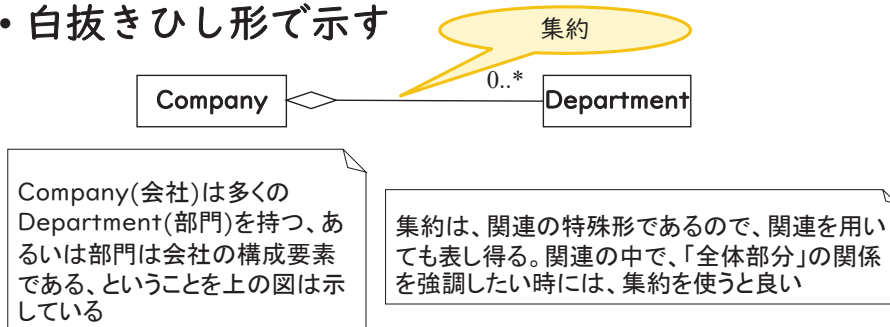 • 白抜きひし形で示す
集約
Company
0..*
Department
Company(会社)は多くの
Department(部門)を持つ、あ
るいは部門は会社の構成要素
である、ということを上の図は示
している
集約は、関連の特殊形であるので、関連を用い
ても表し得る。関連の中で、「全体部分」の関係
を強調したい時には、集約を使うと良い